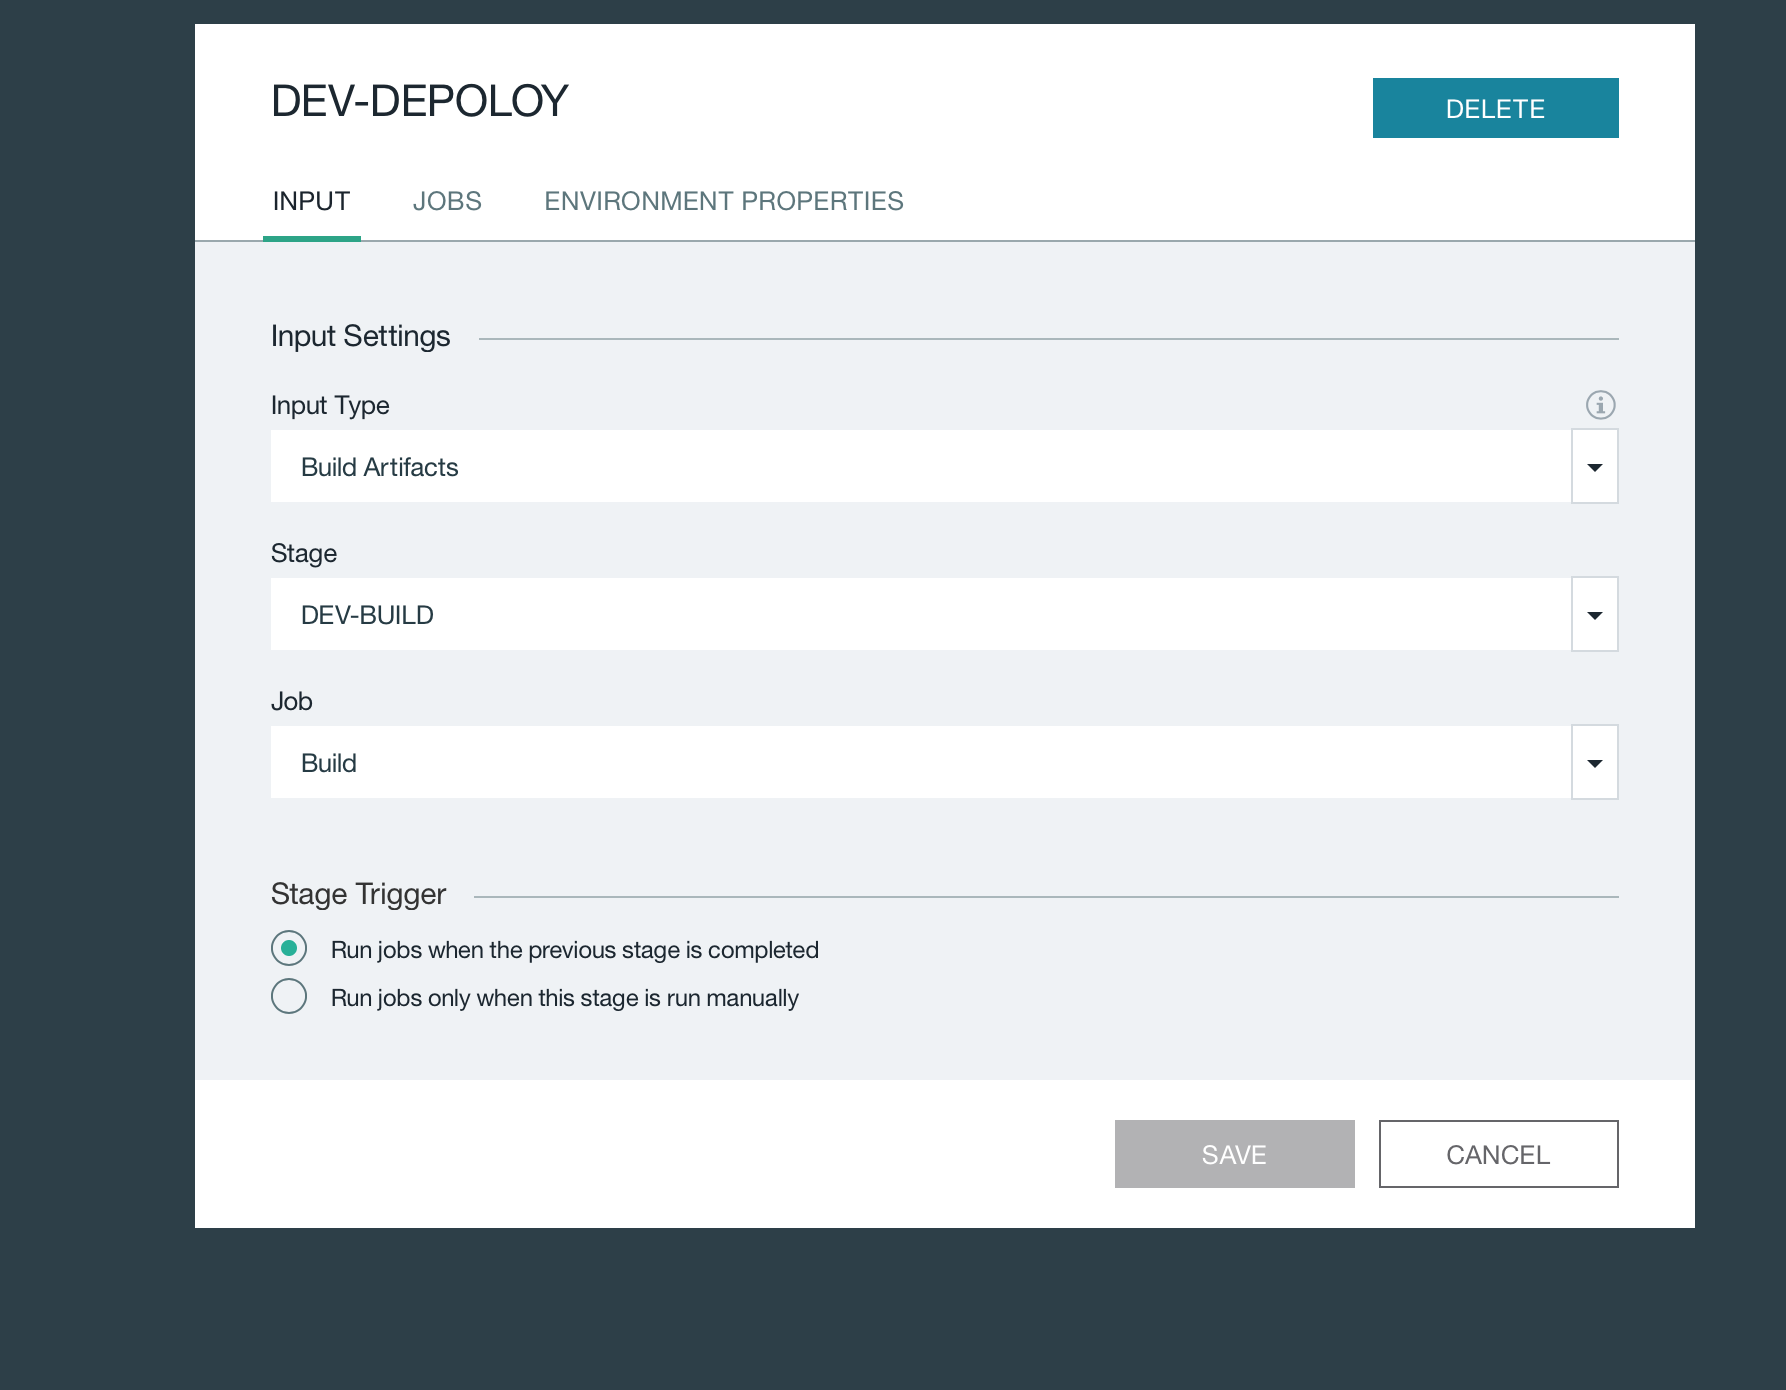 DEV-DEPOLOY
DELETE
INPUT JOBS ENVIRONMENT PROPERTIES
Input Settings
Input Type
Build Artifacts
Stage
DEV-BUILD
Job
Build
Stage Trigger
Run jobs when the previous stage is completed
Run jobs only when this stage is run manually
SAVE CANCEL